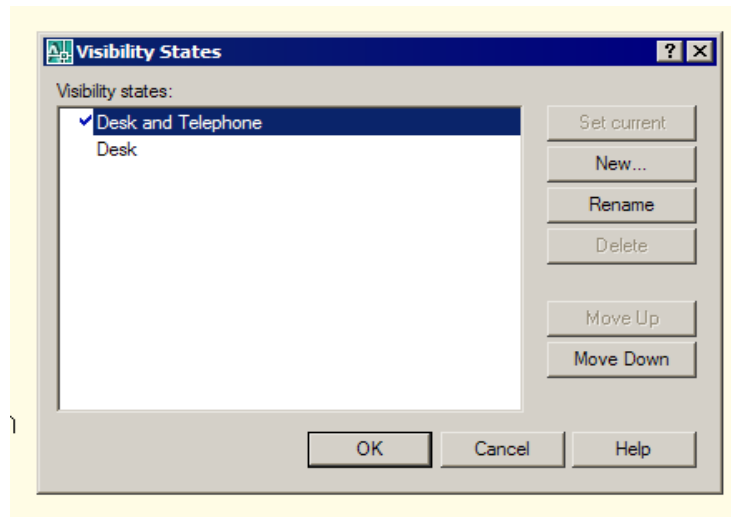 Visibility States
Visibility states:
Desk and Telephone
Desk
Set current
New...
Rename
Delete
Move Up
Move Down
OK
Cancel
Help